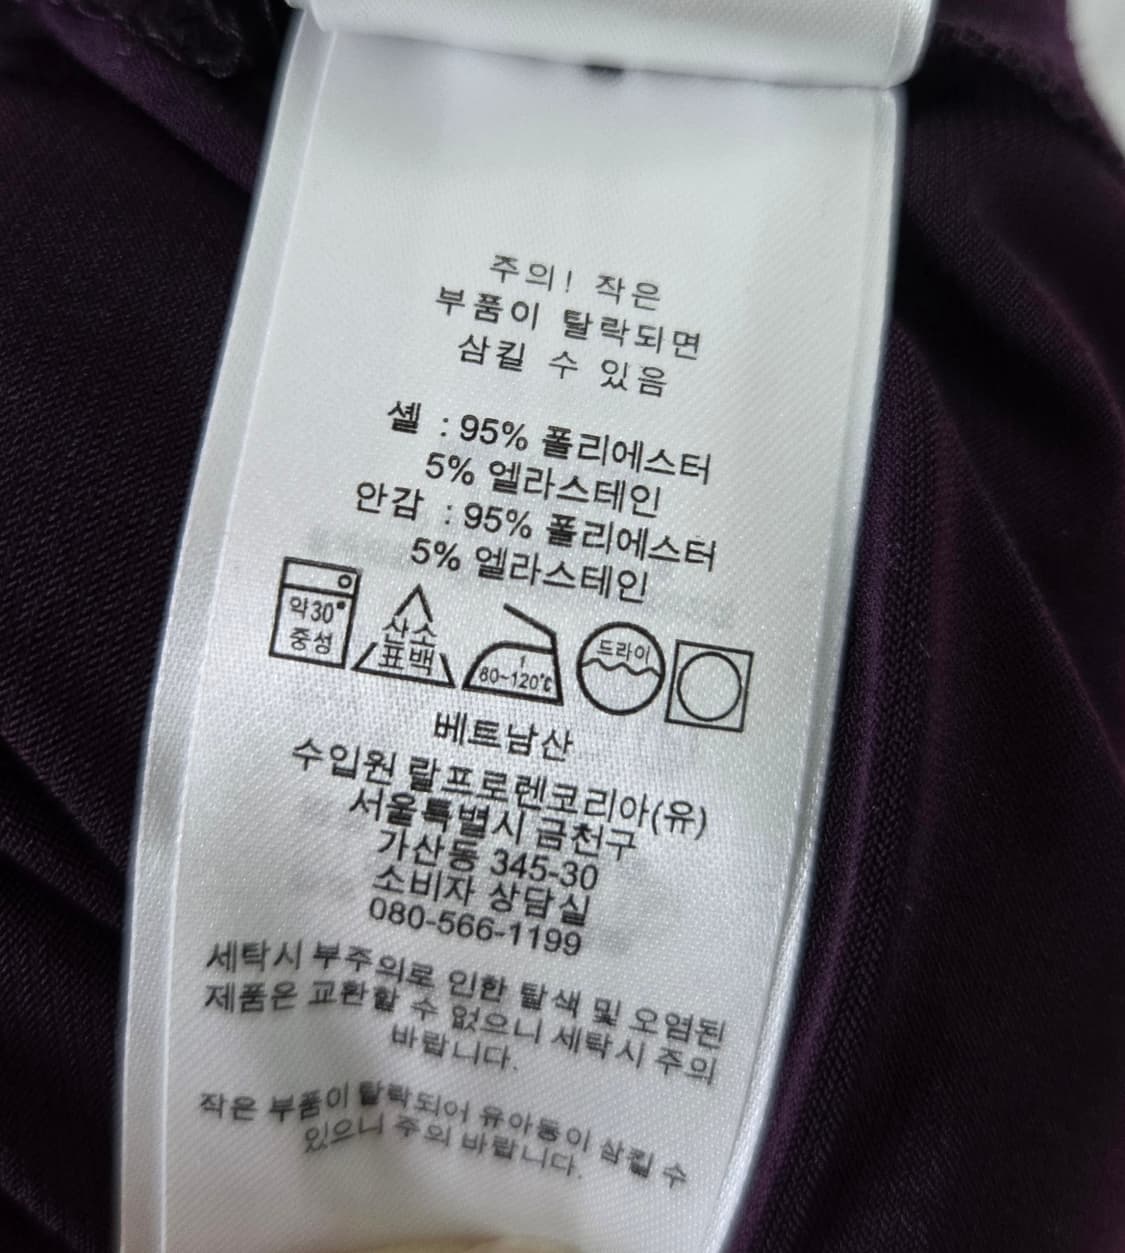 주의! 작은
부품이 탈락되면
삼킬 수 있음
셸 : 95% 폴리에스터
5% 엘라스테인
안감 : 95% 폴리에스터
5% 엘라스테인
약30°
중성
산소
표백
1
80~120℃
드라이
베트남산
수입원 랄프로렌코리아(유)
서울특별시 금천구
가산동 345-30
소비자 상담실
080-566-1199
세탁시 부주의로 인한 탈색 및 오염된
제품은 교환할 수 없으니 세탁시 주의
바랍니다.
작은 부품이 탈락되어 유아동이 삼킬 수
있으니 주의 바랍니다.